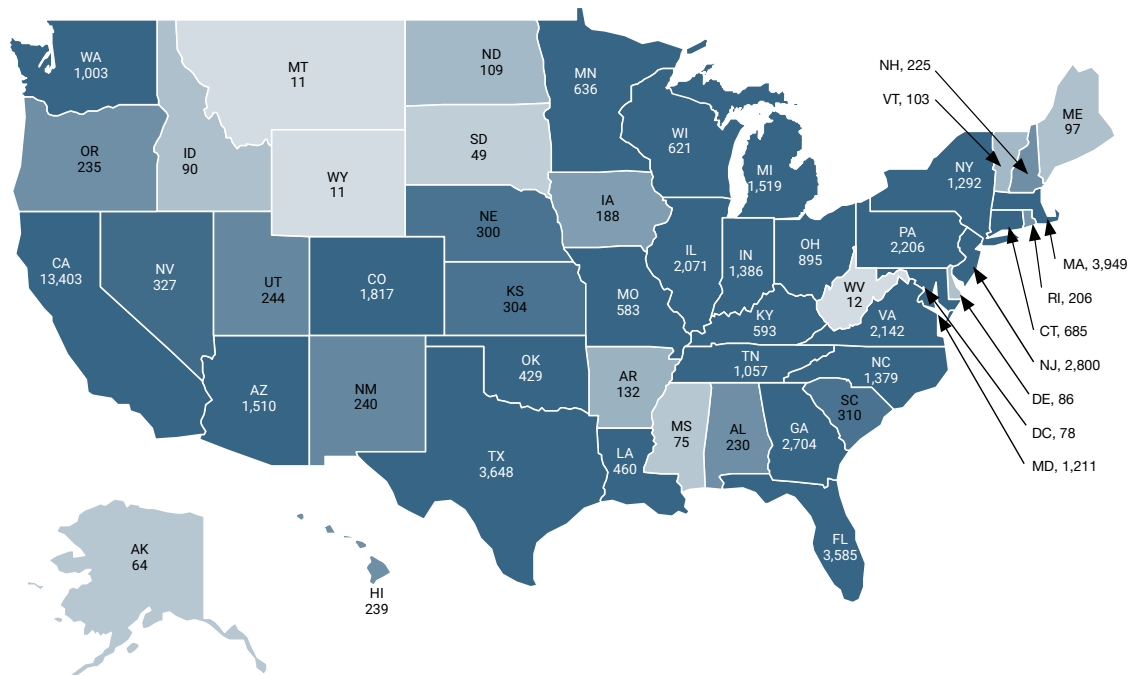 WA
1,003
MT
11
ND
109
MN
636
NH, 225
VT, 103
ME
97
OR
235
ID
90
WY
11
SD
49
WI
621
MI
1,519
NY
1,292
NE
300
IA
188
PA
2,206
MA, 3,949
CA
13,403
NV
327
UT
244
CO
1,817
KS
304
IL
2,071
IN
1,386
OH
895
WV
12
RI, 206
MO
583
KY
593
VA
2,142
CT, 685
AZ
1,510
NM
240
OK
429
AR
132
TN
1,057
NC
1,379
NJ, 2,800
SC
310
DE, 86
MS
75
AL
230
GA
2,704
DC, 78
TX
3,648
LA
460
MD, 1,211
FL
3,585
AK
64
HI
239